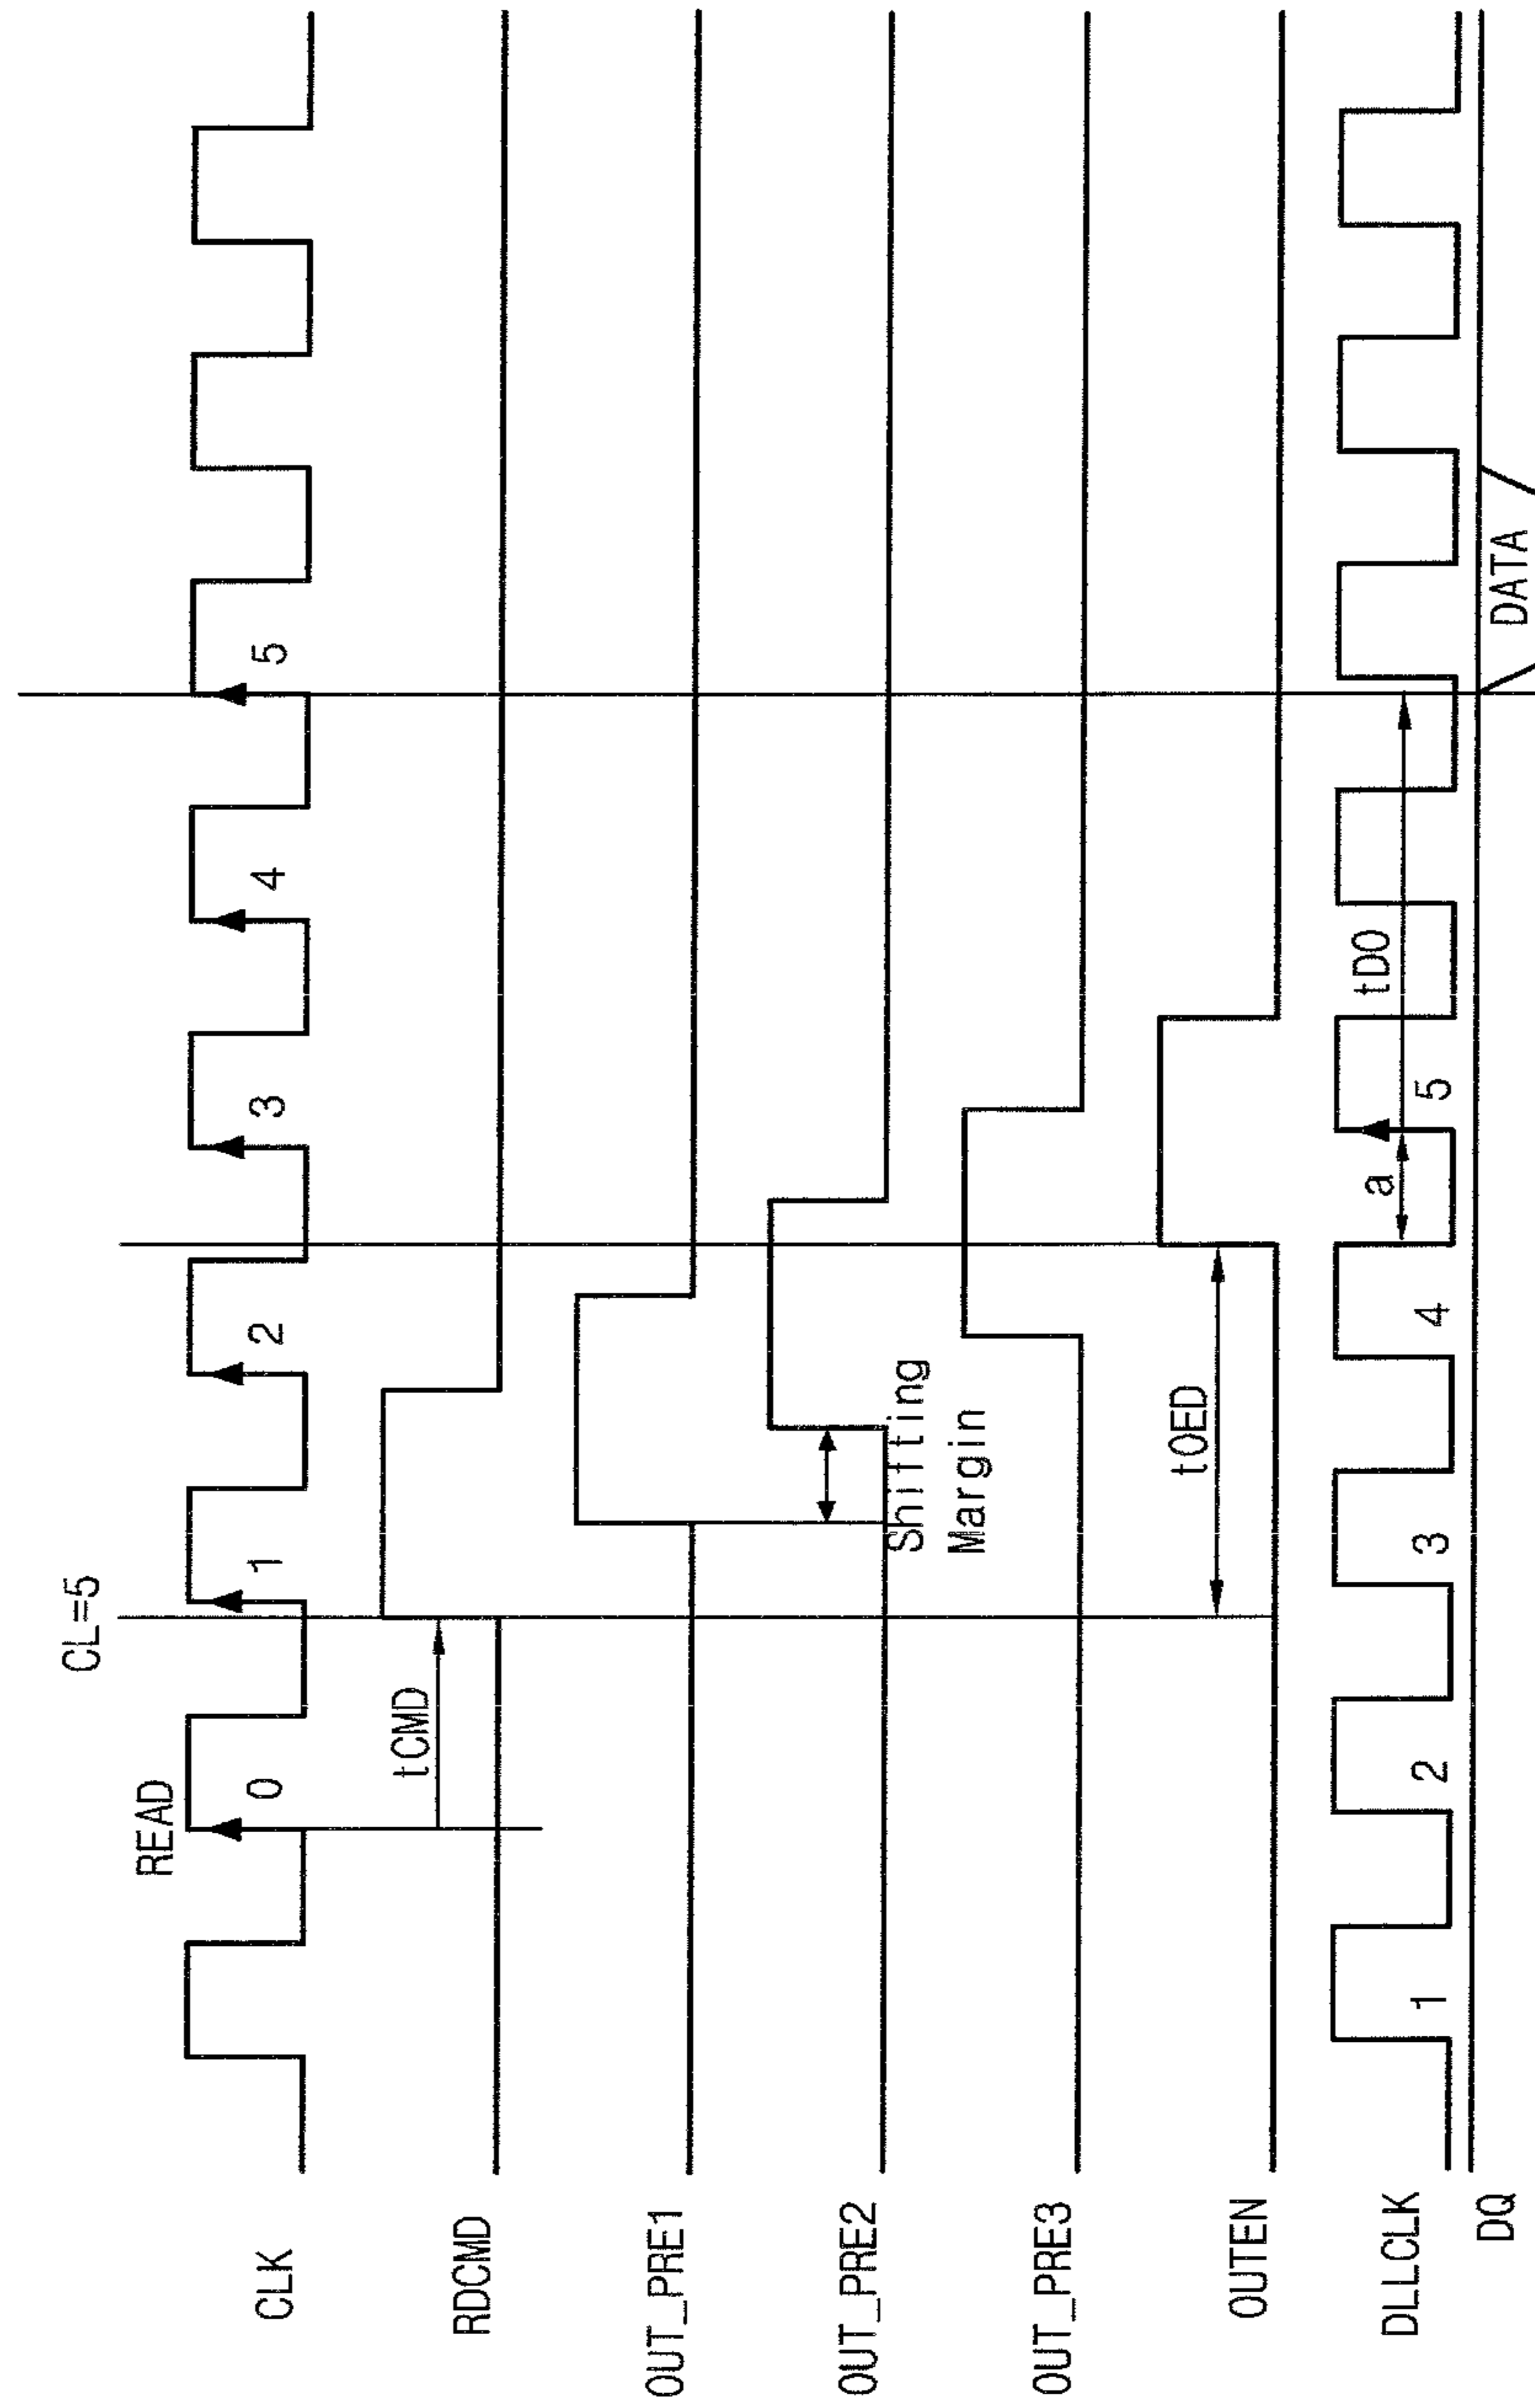 CL=5
READ
CLK
0
1
2
3
4
5
RDCMD
tCMD
OUT_PRE1
OUT_PRE2
Shifting
Margin
OUT_PRE3
OUTEN
tOED
DLLCLK
1
2
3
4
5
a
tDO
DQ
DATA